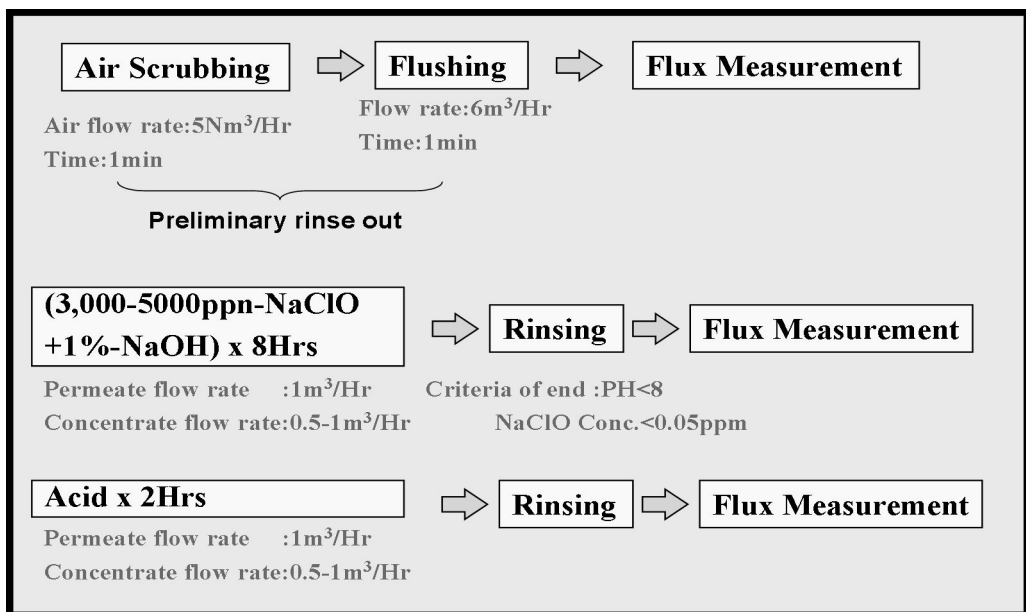 Air Scrubbing
Flushing
Flux Measurement
Air flow rate:5Nm³/Hr
Time:1min
Flow rate:6m³/Hr
Time:1min
Preliminary rinse out
(3,000-5000ppn-NaClO
+1%-NaOH) x 8Hrs
Rinsing
Flux Measurement
Permeate flow rate :1m³/Hr
Concentrate flow rate:0.5-1m³/Hr
Criteria of end :PH<8
NaClO Conc.<0.05ppm
Acid x 2Hrs
Rinsing
Flux Measurement
Permeate flow rate :1m³/Hr
Concentrate flow rate:0.5-1m³/Hr